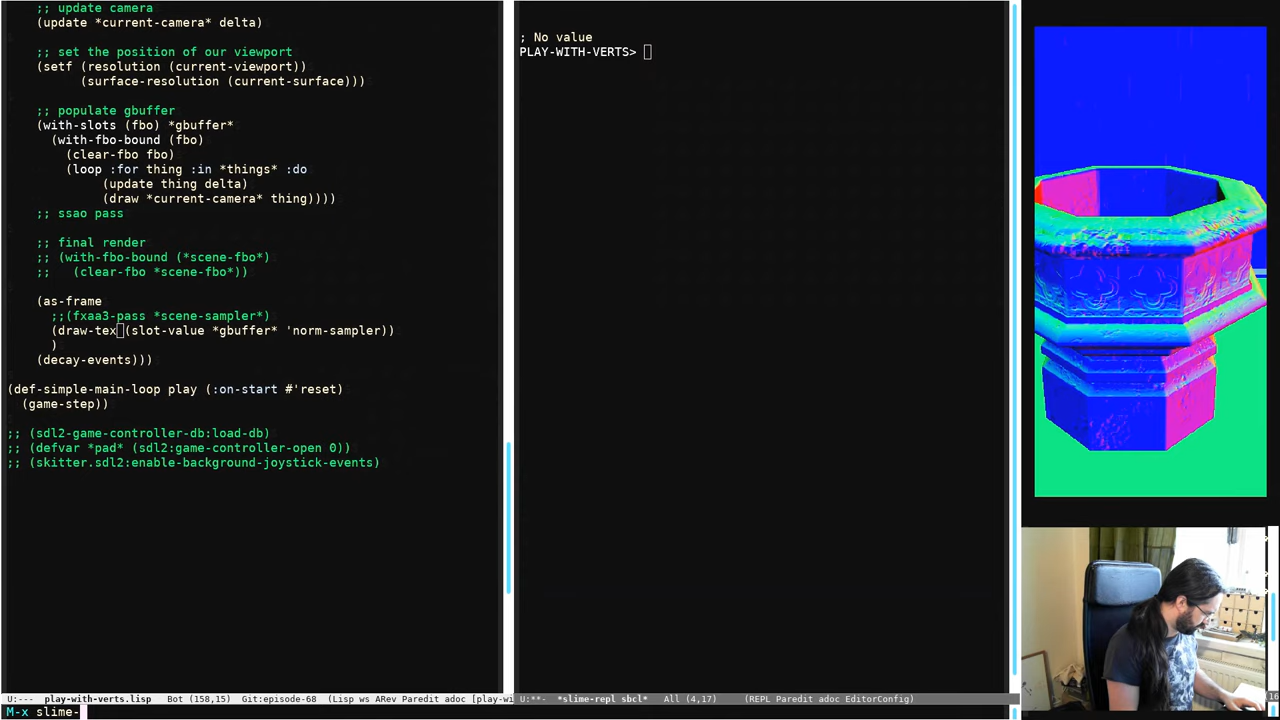 ;; update camera
(update *current-camera* delta)
;; set the position of our viewport
(setf (resolution (current-viewport))
(surface-resolution (current-surface)))
;; populate gbuffer
(with-slots (fbo) *gbuffer*
(with-fbo-bound (fbo)
(clear-fbo fbo)
(loop :for thing :in *things* :do
(update thing delta)
(draw *current-camera* thing))))
;; ssao pass
;; final render
;; (with-fbo-bound (*scene-fbo*)
;;   (clear-fbo *scene-fbo*))
(as-frame
;;(fxaa3-pass *scene-sampler*)
(draw-tex (slot-value *gbuffer* 'norm-sampler))
)
(decay-events)))
(def-simple-main-loop play (:on-start #'reset)
(game-step))
;; (sdl2-game-controller-db:load-db)
;; (defvar *pad* (sdl2:game-controller-open 0))
;; (skitter.sdl2:enable-background-joystick-events)
U:---  play-with-verts.lisp   Bot (158,15)  Git:episode-68  (Lisp ws ARev Paredit adoc [play-wi
M-x slime-
; No value
PLAY-WITH-VERTS>
U:**-  *slime-repl sbcl*   All (4,17)   (REPL Paredit adoc EditorConfig)